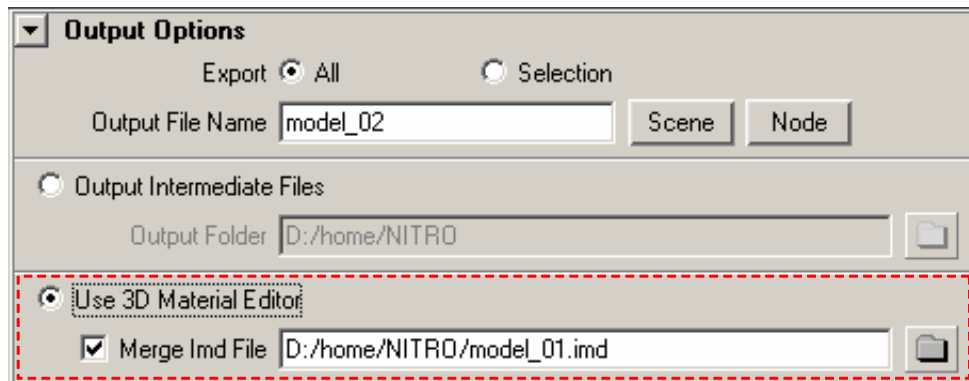 Output Options
Export All Selection
Output File Name model_02 Scene Node
Output Intermediate Files
Output Folder D:/home/NITRO
Use 3D Material Editor
Merge Imd File D:/home/NITRO/model_01.imd